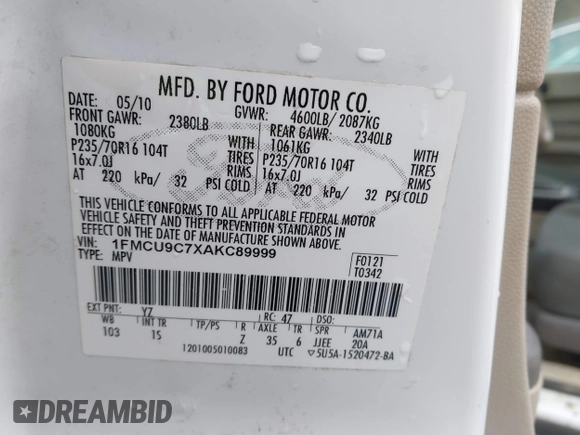 MFD. BY FORD MOTOR CO.
DATE: 05/10 GVWR: 4600LB/ 2087KG
FRONT GAWR: 2380LB REAR GAWR: 2340LB
1080KG WITH 1061KG WITH
P235/70R16 104T TIRES P235/70R16 104T TIRES
16x7.0J RIMS 16x7.0J RIMS
AT 220 kPa/ 32 PSI COLD AT 220 kPa/ 32 PSI COLD
THIS VEHICLE CONFORMS TO ALL APPLICABLE FEDERAL MOTOR
VEHICLE SAFETY AND THEFT PREVENTION STANDARDS IN
EFFECT ON THE DATE OF MANUFACTURE SHOWN ABOVE.
VIN: 1FMCU9C7XAKC89999
TYPE: MPV
F0121
T0342
EXT PNT: YZ RC: 47 DSO:
WB INT TR TP/PS R AXLE TR SPR AM71A
103 1S Z 35 6 JJEE 20A
1201005010083 UTC ▽5U5A-1520472-BA
DREAMBID